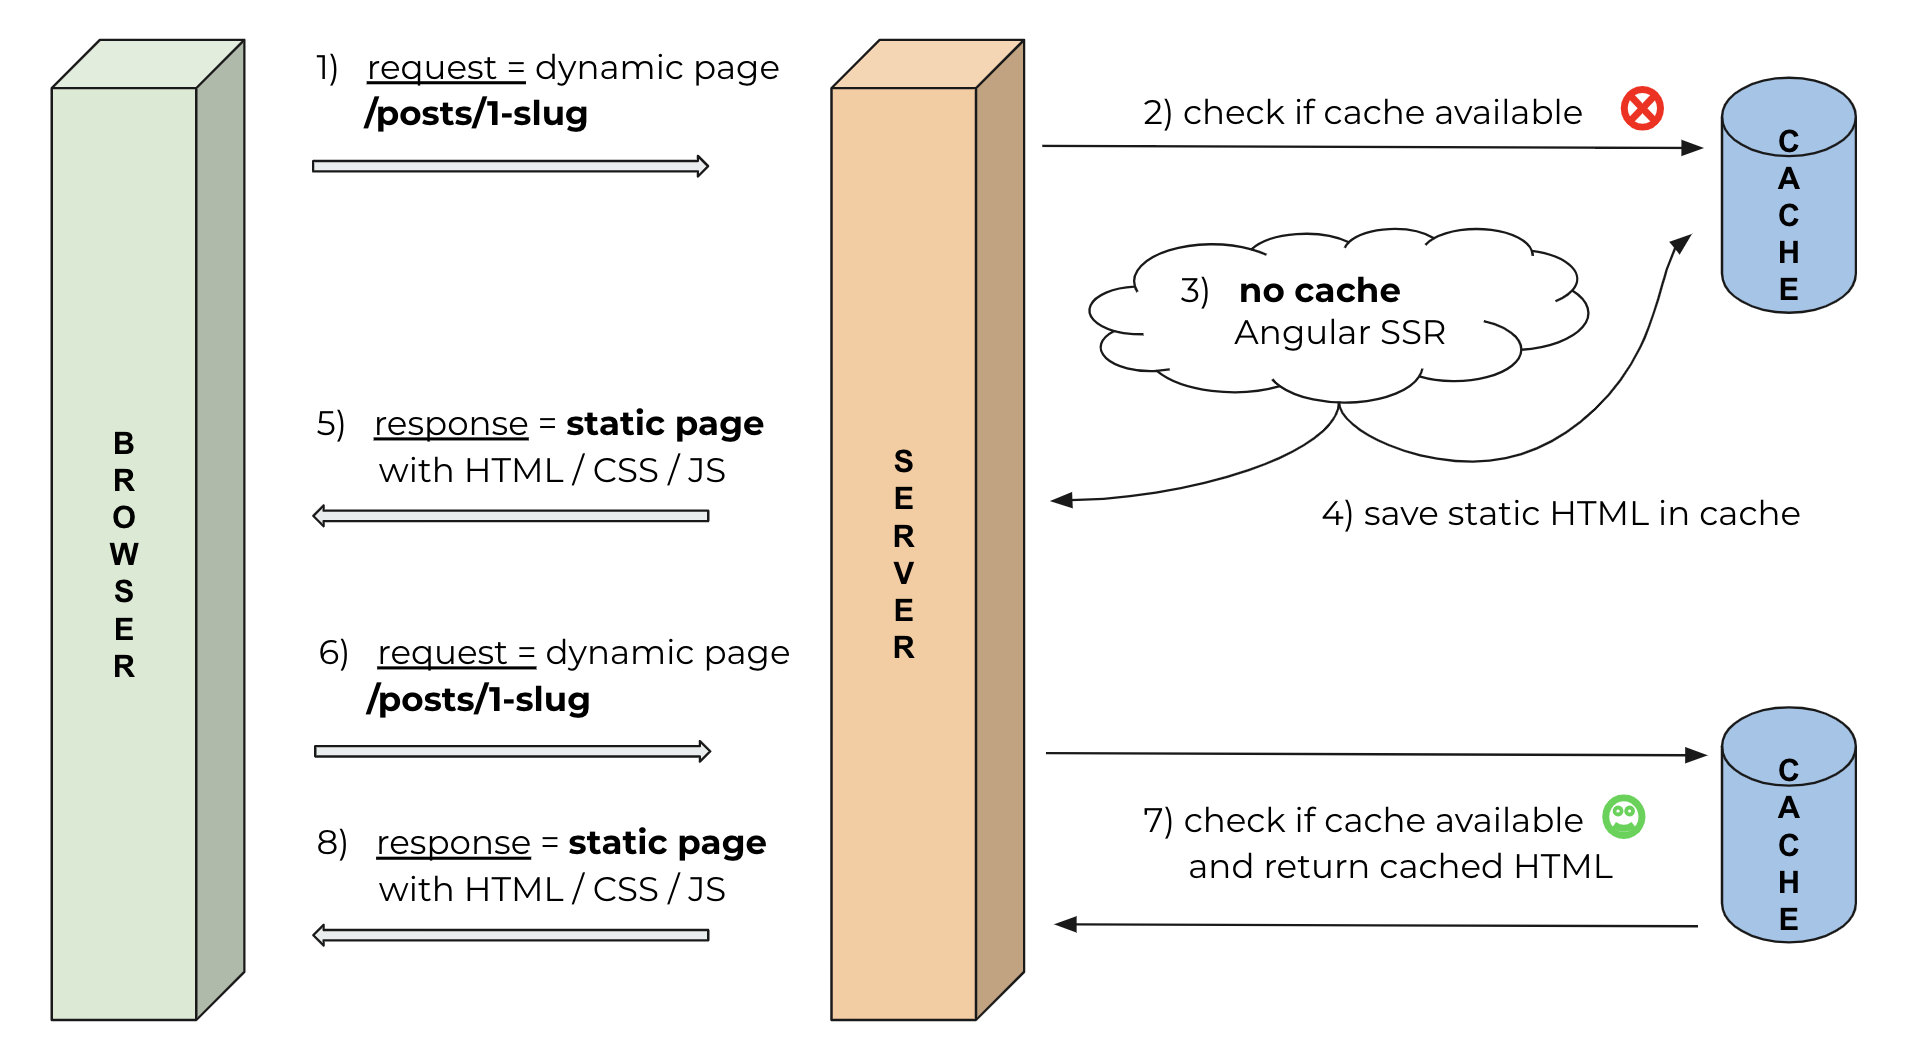 1) request = dynamic page
/posts/1-slug
2) check if cache available
CACHE
3) no cache
Angular SSR
4) save static HTML in cache
5) response = static page
with HTML / CSS / JS
BROWSER
SERVER
6) request = dynamic page
/posts/1-slug
7) check if cache available
and return cached HTML
CACHE
8) response = static page
with HTML / CSS / JS